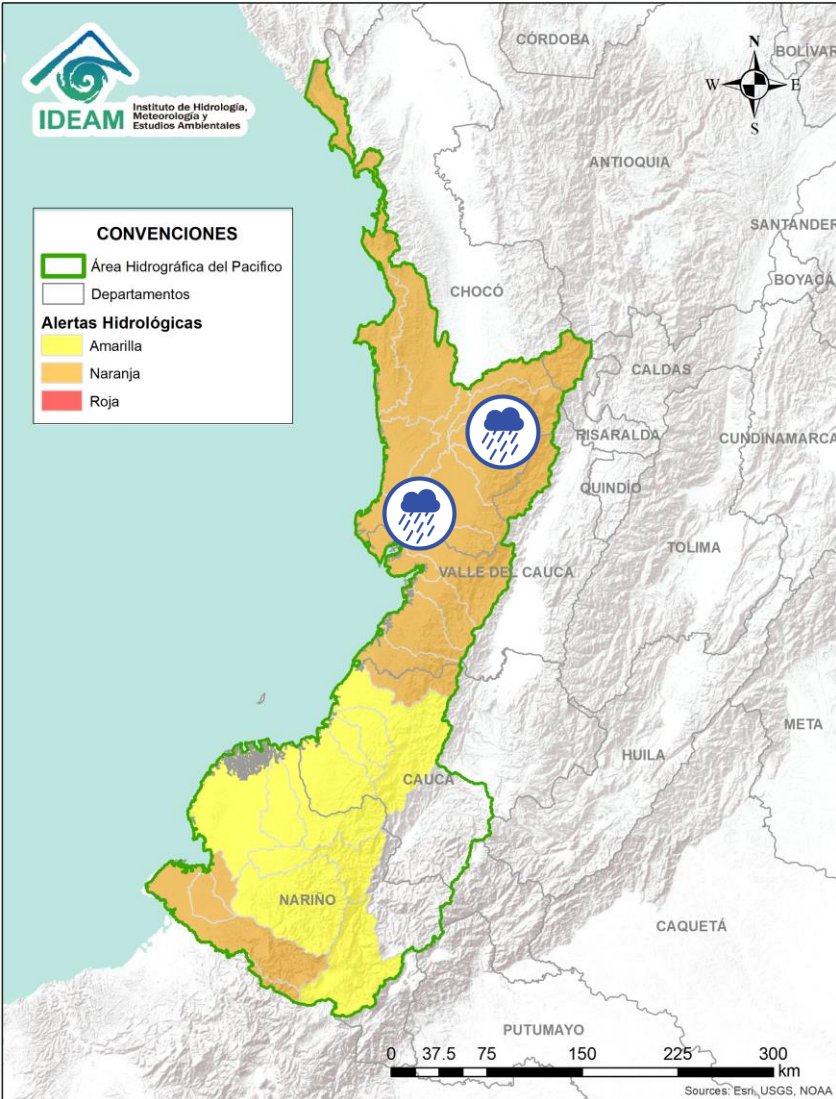 IDEAM
Instituto de Hidrología,
Meteorología y
Estudios Ambientales
CÓRDOBA
BOLÍVAR
N
W
E
S
ANTIOQUIA
SANTANDER
BOYACÁ
CONVENCIONES
Área Hidrográfica del Pacifico
Departamentos
Alertas Hidrológicas
Amarilla
Naranja
Roja
CHOCÓ
CALDAS
RISARALDA
CUNDINAMARCA
QUINDÍO
TOLIMA
VALLE DEL CAUCA
META
HUILA
CAUCA
NARIÑO
CAQUETÁ
PUTUMAYO
0 37.5 75 150 225 300
km
Sources: Esri, USGS, NOAA